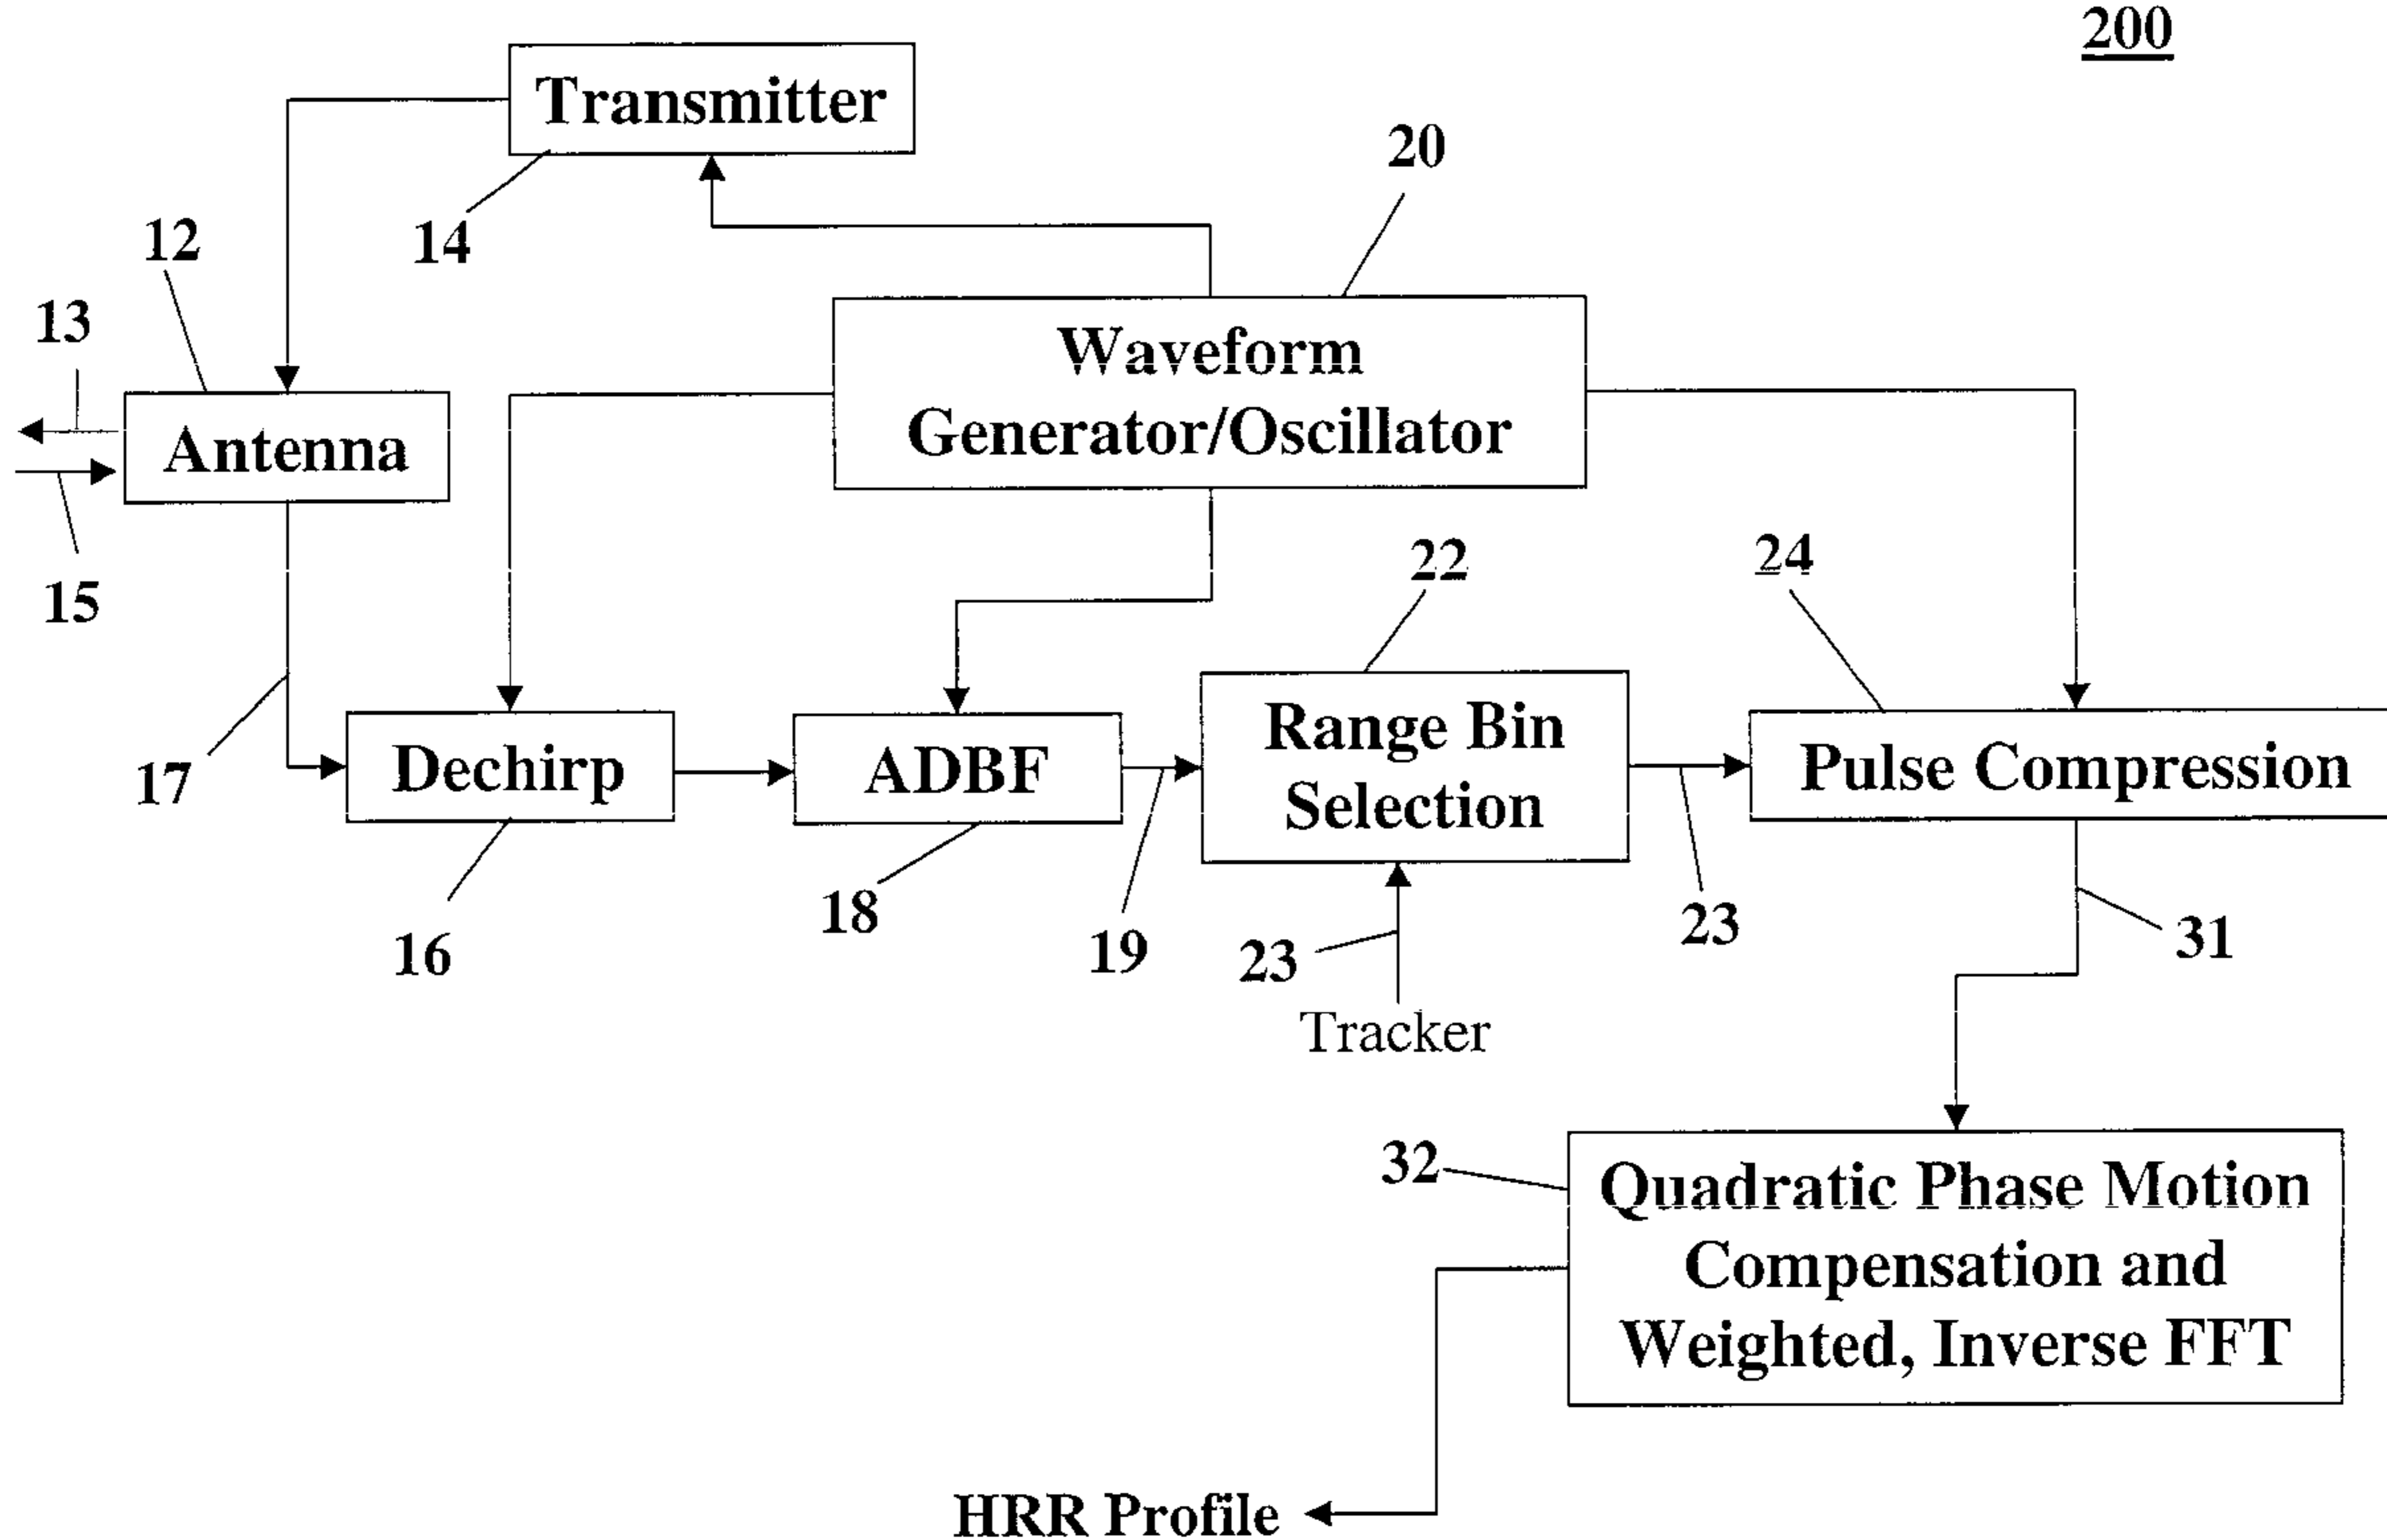 200
Transmitter
20
14
12
13
Waveform
Generator/Oscillator
Antenna
15
22
24
Range Bin
Selection
Dechirp
ADBF
Pulse Compression
17
16
18
19
23
23
31
Tracker
32
Quadratic Phase Motion
Compensation and
Weighted, Inverse FFT
HRR Profile